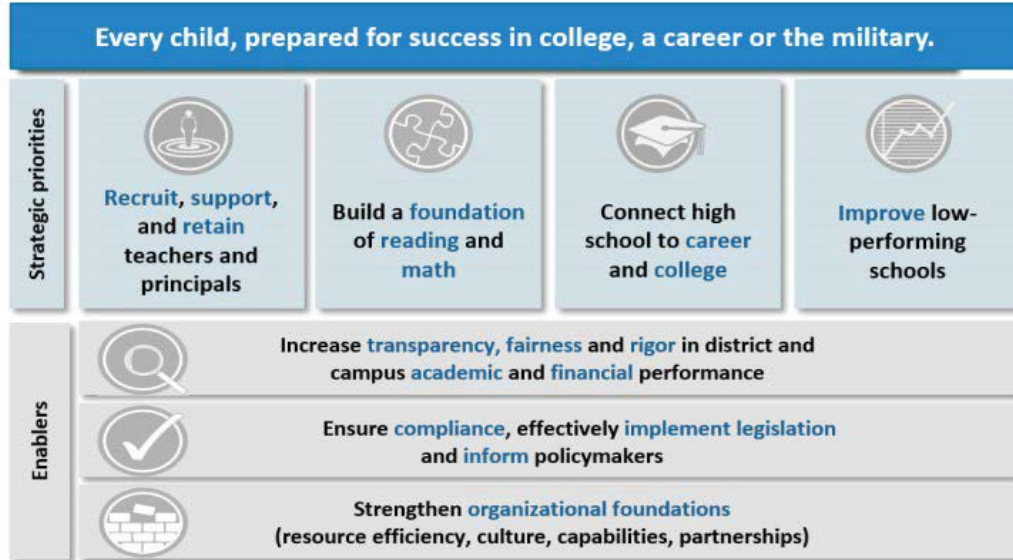 Every child, prepared for success in college, a career or the military.
Strategic priorities
Recruit, support,
and retain
teachers and
principals
Build a foundation
of reading and
math
Connect high
school to career
and college
Improve low-
performing
schools
Enablers
Increase transparency, fairness and rigor in district and
campus academic and financial performance
Ensure compliance, effectively implement legislation
and inform policymakers
Strengthen organizational foundations
(resource efficiency, culture, capabilities, partnerships)